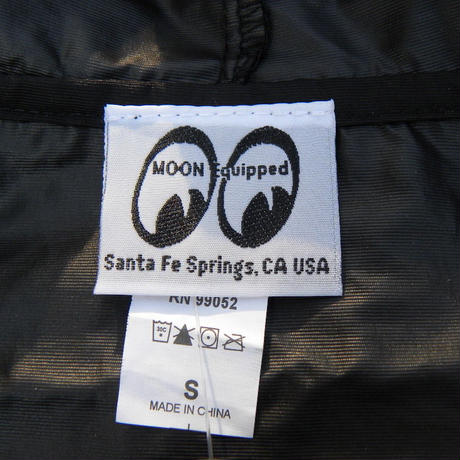 MOON Equipped
Santa Fe Springs, CA USA
RN 99052
30C
S
MADE IN CHINA